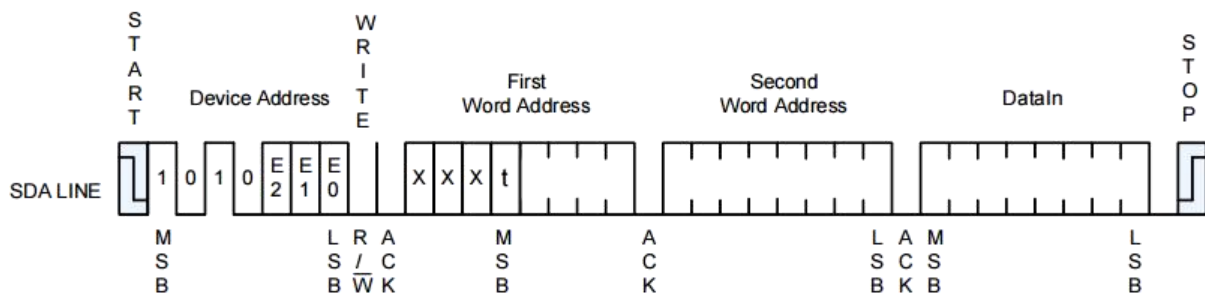 START
WRITE
STOP
Device Address
First
Word Address
Second
Word Address
DataIn
SDA LINE
1 0 1 0 E2 E1 E0 X X X t
MSB
LSB
R/W̅
ACK
MSB
ACK
LSB
ACK
MSB
LSB